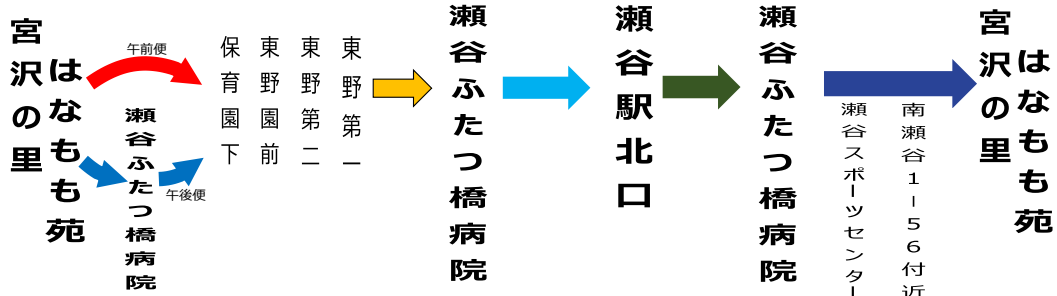 宮沢の里
はなもも苑
午前便
瀬谷ふたつ橋病院
午後便
保育園下
東野園前
東野第二
東野第一
瀬谷ふたつ橋病院
瀬谷駅北口
瀬谷ふたつ橋病院
瀬谷スポーツセンター
南瀬谷1-56付近
宮沢の里
はなもも苑